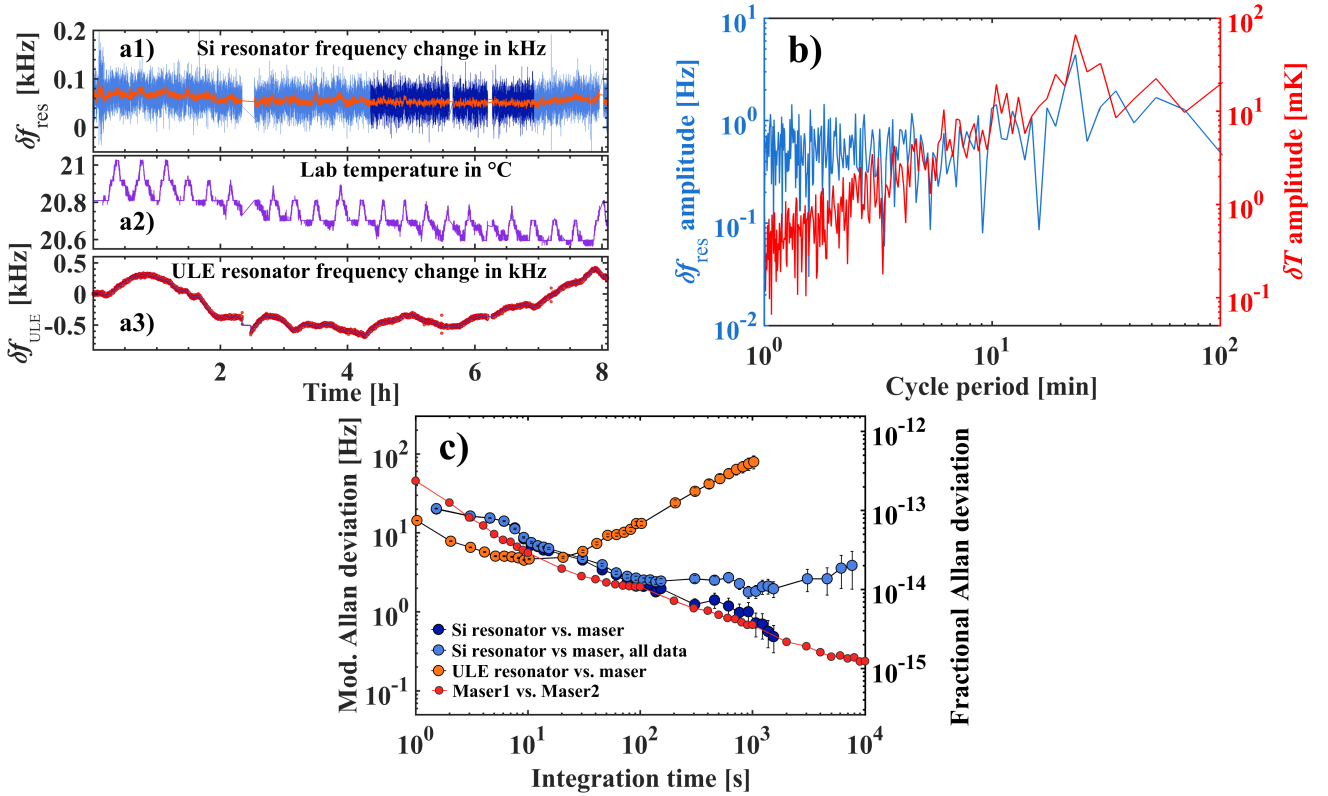 a1)
Si resonator frequency change in kHz
δf_res [kHz]
0.2
0.1
0
a2)
Lab temperature in °C
21
20.8
20.6
a3)
ULE resonator frequency change in kHz
δf_ULE [kHz]
0.5
0
-0.5
2
4
6
8
Time [h]
b)
δf_res amplitude [Hz]
10^1
10^0
10^-1
10^-2
δT amplitude [mK]
10^2
10^1
10^0
10^-1
10^0
10^1
10^2
Cycle period [min]
c)
Mod. Allan deviation [Hz]
10^2
10^1
10^0
10^-1
Fractional Allan deviation
10^-12
10^-13
10^-14
10^-15
Si resonator vs. maser
Si resonator vs maser, all data
ULE resonator vs. maser
Maser1 vs. Maser2
10^0
10^1
10^2
10^3
10^4
Integration time [s]